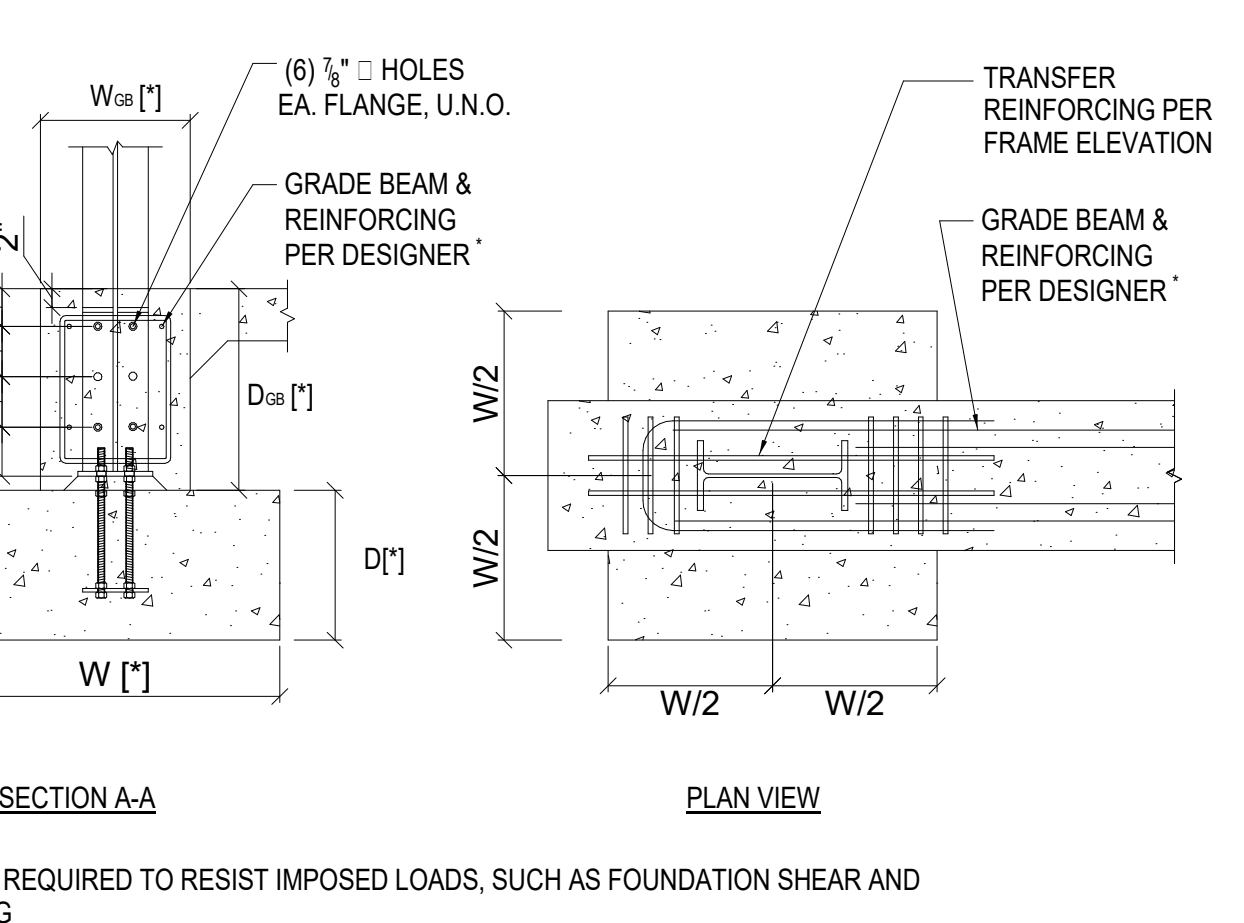 (6) 7/8" □ HOLES
EA. FLANGE, U.N.O.
WGB [*]
GRADE BEAM &
REINFORCING
PER DESIGNER *
2"
DGB [*]
D[*]
W [*]
SECTION A-A
TRANSFER
REINFORCING PER
FRAME ELEVATION
GRADE BEAM &
REINFORCING
PER DESIGNER *
W/2
W/2
W/2
W/2
PLAN VIEW
REQUIRED TO RESIST IMPOSED LOADS, SUCH AS FOUNDATION SHEAR AND